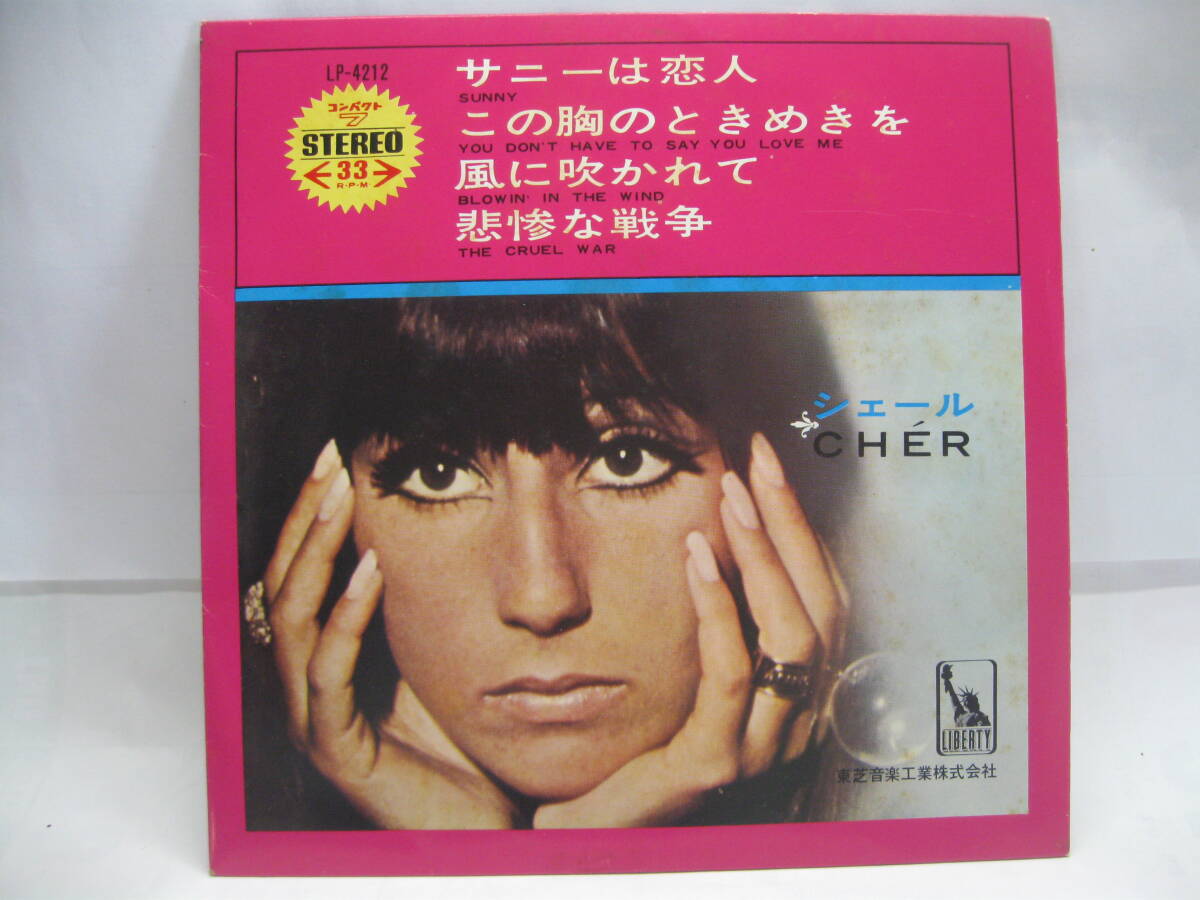 LP-4212
コンパクト
7
STEREO
33
R・P・M
サニーは恋人
SUNNY
この胸のときめきを
YOU DON'T HAVE TO SAY YOU LOVE ME
風に吹かれて
BLOWIN' IN THE WIND
悲惨な戦争
THE CRUEL WAR
シェール
CHÉR
LIBERTY
東芝音楽工業株式会社